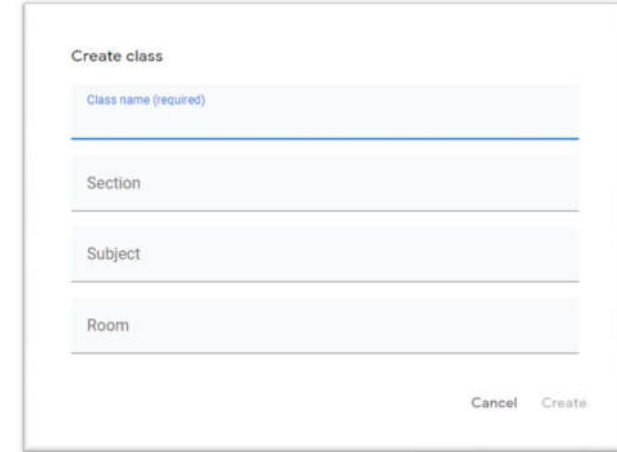 Create class
Class name (required)
Section
Subject
Room
Cancel Create